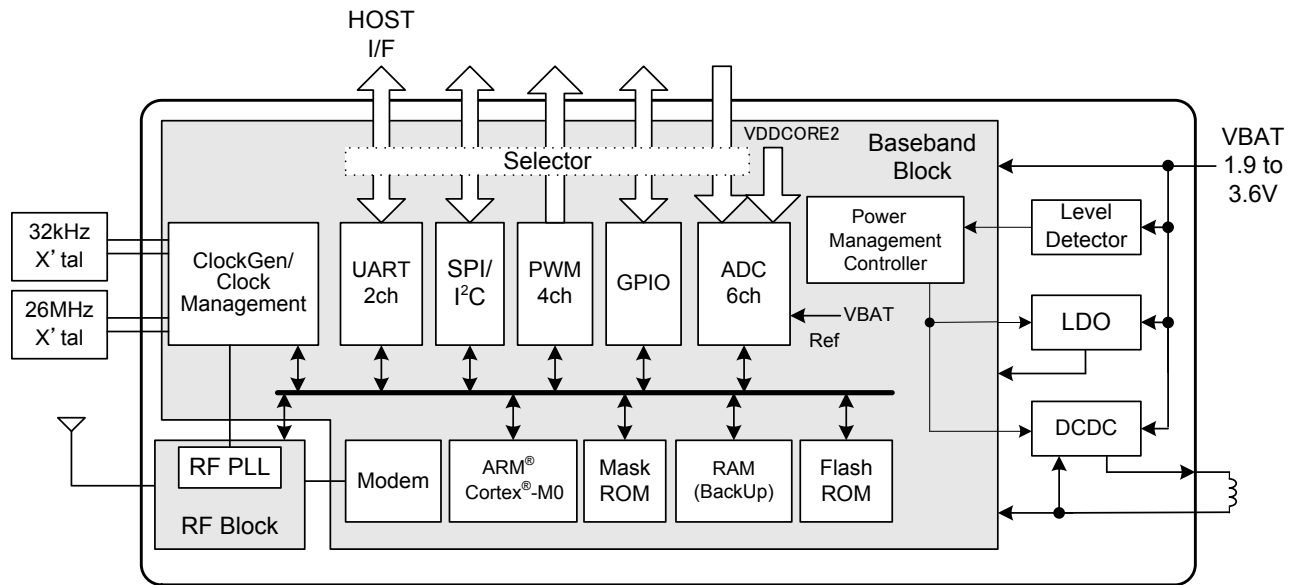 HOST
I/F
VDDCORE2
Selector
Baseband
Block
VBAT
1.9 to
3.6V
32kHz
X’tal
26MHz
X’tal
ClockGen/
Clock
Management
UART
2ch
SPI/
I²C
PWM
4ch
GPIO
ADC
6ch
VBAT
Ref
Power
Management
Controller
Level
Detector
LDO
DCDC
RF PLL
RF Block
Modem
ARM®
Cortex®-M0
Mask
ROM
RAM
(BackUp)
Flash
ROM